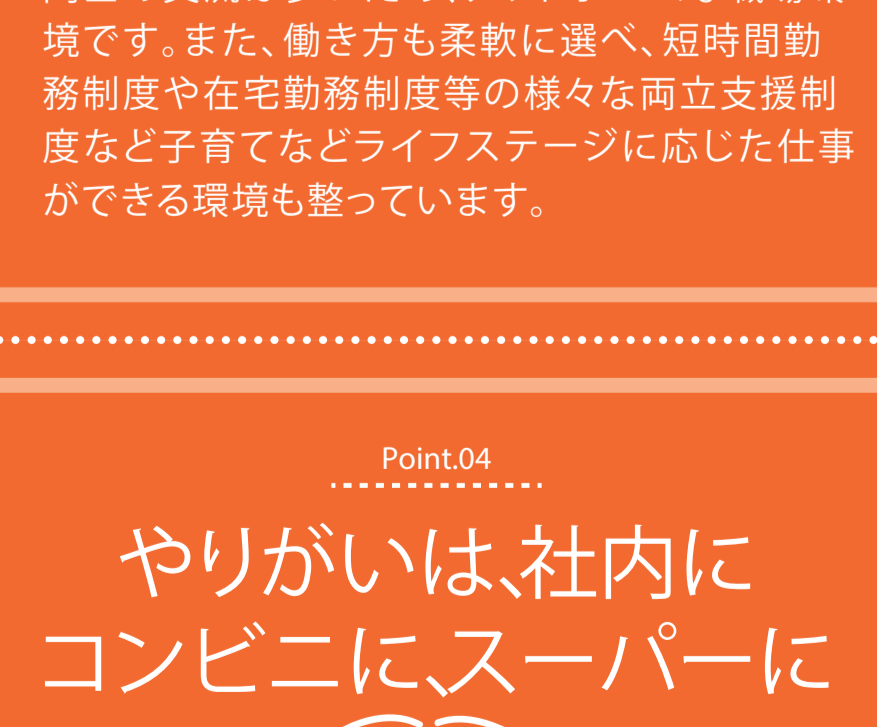 境です。また、働き方も柔軟に選べ、短時間勤
務制度や在宅勤務制度等の様々な両立支援制
度など子育てなどライフステージに応じた仕事
ができる環境も整っています。
Point.04
やりがいは、社内に
コンビニに、スーパーに